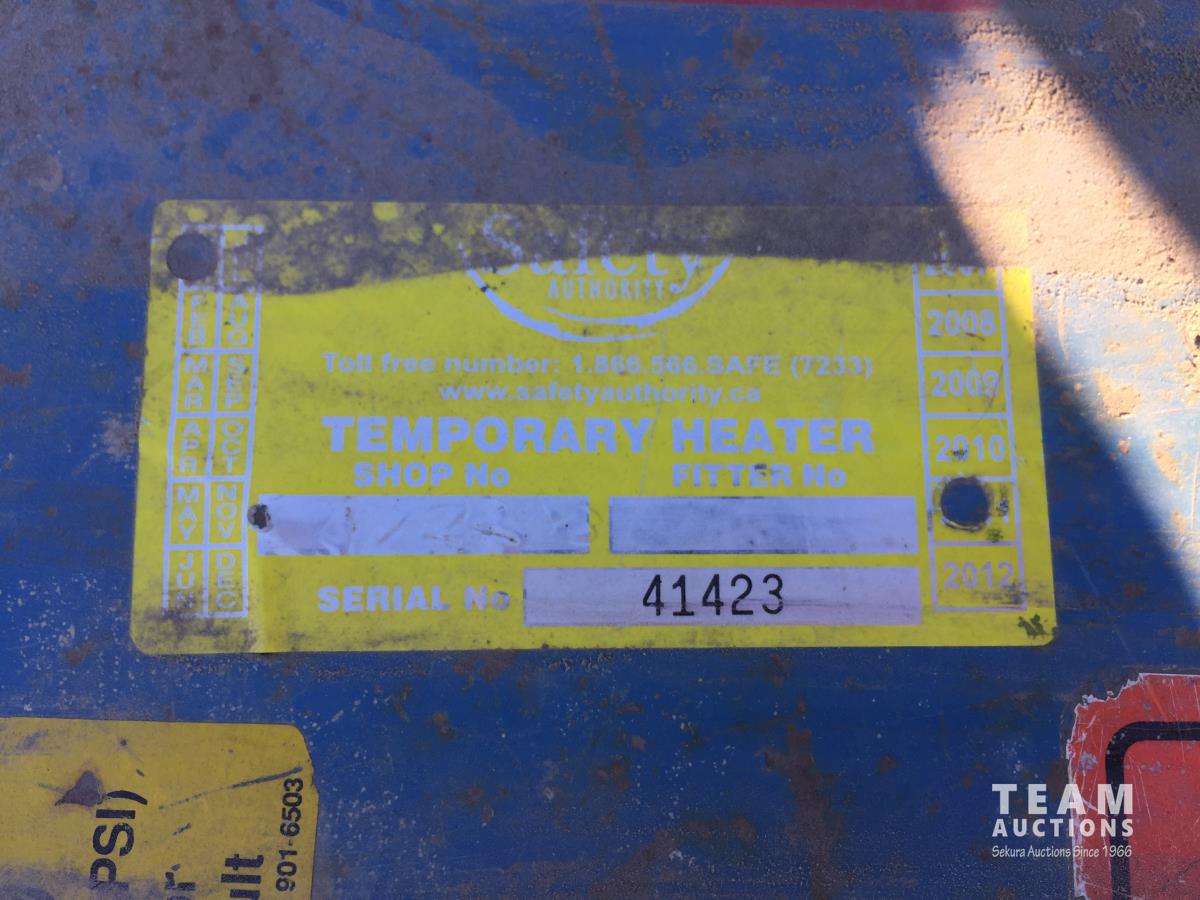 Safety
AUTHORITY
Toll free number: 1.866.566.SAFE (7233)
www.safetyauthority.ca
TEMPORARY HEATER
SHOP No FITTER No
SERIAL No 41423
FEB AUG
MAR SEP
APR OCT
MAY NOV
JUN DEC
2007
2008
2009
2010
2012
PSI)
901-6503
TEAM
AUCTIONS
Sekura Auctions Since 1966